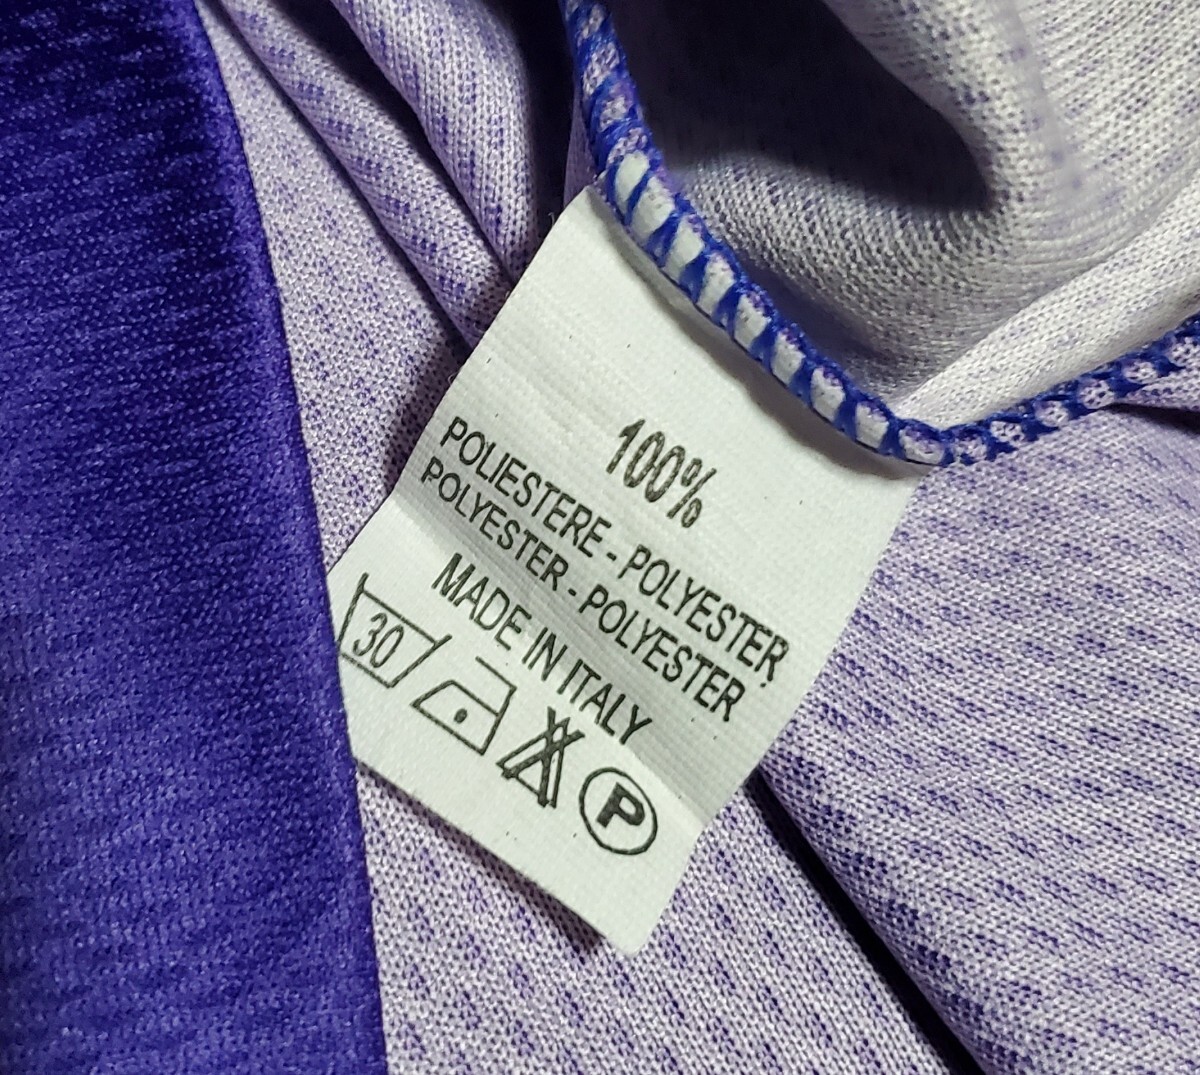 100%
POLIESTERE - POLYESTER
POLYESTER - POLYESTER
MADE IN ITALY
30 P